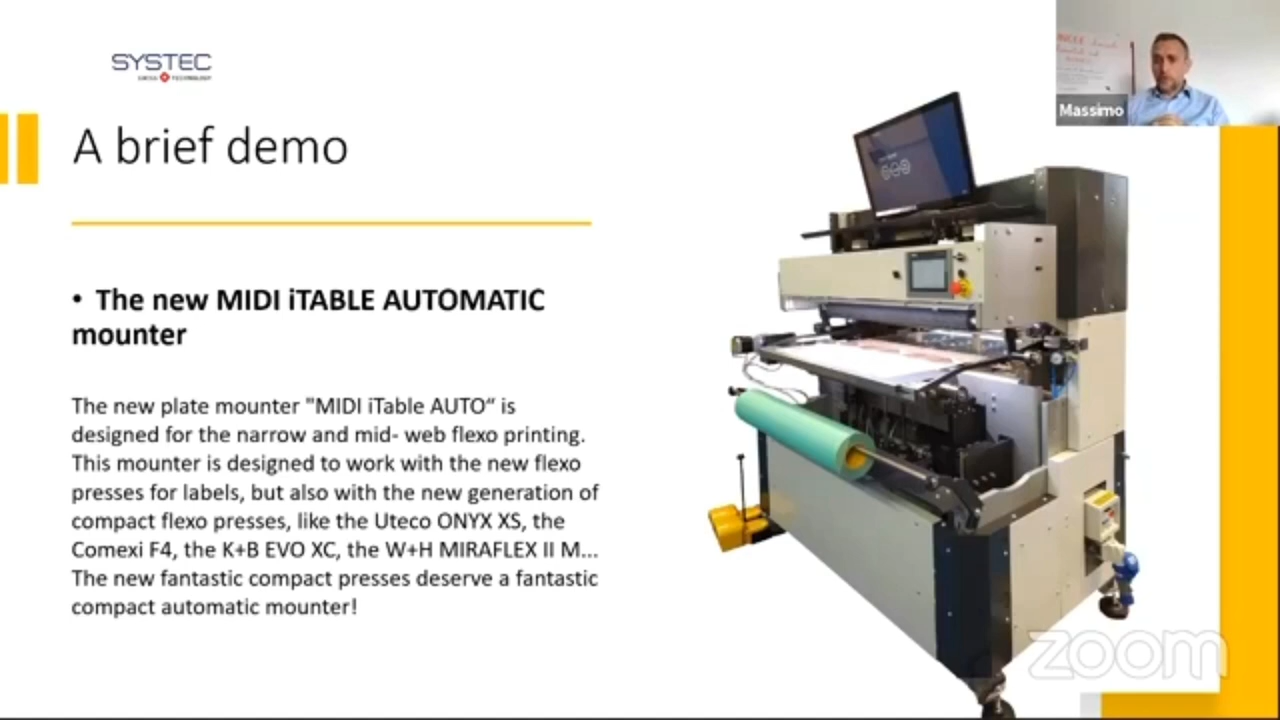 SYSTEC
SWISS TECHNOLOGY
Massimo
A brief demo
• The new MIDI iTABLE AUTOMATIC
mounter
The new plate mounter "MIDI iTable AUTO“ is
designed for the narrow and mid- web flexo printing.
This mounter is designed to work with the new flexo
presses for labels, but also with the new generation of
compact flexo presses, like the Uteco ONYX XS, the
Comexi F4, the K+B EVO XC, the W+H MIRAFLEX II M...
The new fantastic compact presses deserve a fantastic
compact automatic mounter!
zoom